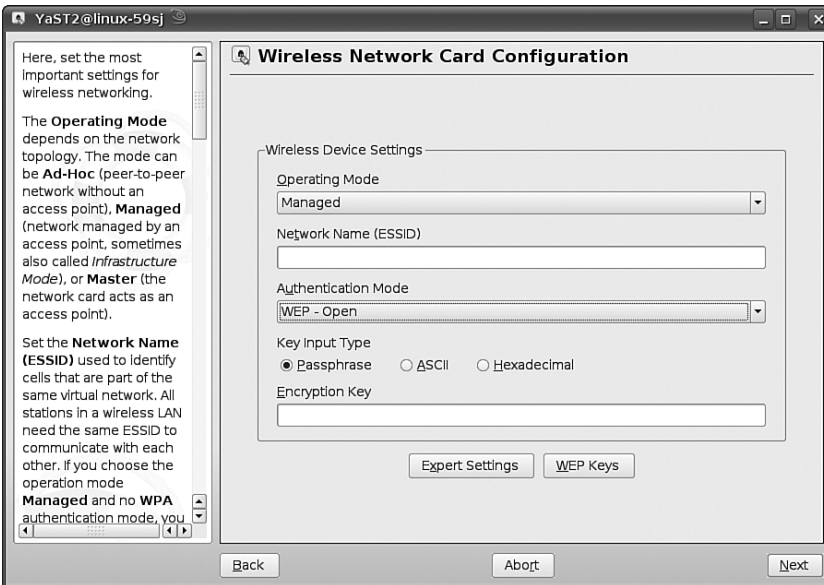 YaST2@linux-59sj
Here, set the most
important settings for
wireless networking.
The Operating Mode
depends on the network
topology. The mode can
be Ad-Hoc (peer-to-peer
network without an
access point), Managed
(network managed by an
access point, sometimes
also called Infrastructure
Mode), or Master (the
network card acts as an
access point).
Set the Network Name
(ESSID) used to identify
cells that are part of the
same virtual network. All
stations in a wireless LAN
need the same ESSID to
communicate with each
other. If you choose the
operation mode
Managed and no WPA
authentication mode, you
Wireless Network Card Configuration
Wireless Device Settings
Operating Mode
Managed
Network Name (ESSID)
Authentication Mode
WEP - Open
Key Input Type
Passphrase ASCII Hexadecimal
Encryption Key
Expert Settings WEP Keys
Back Abort Next